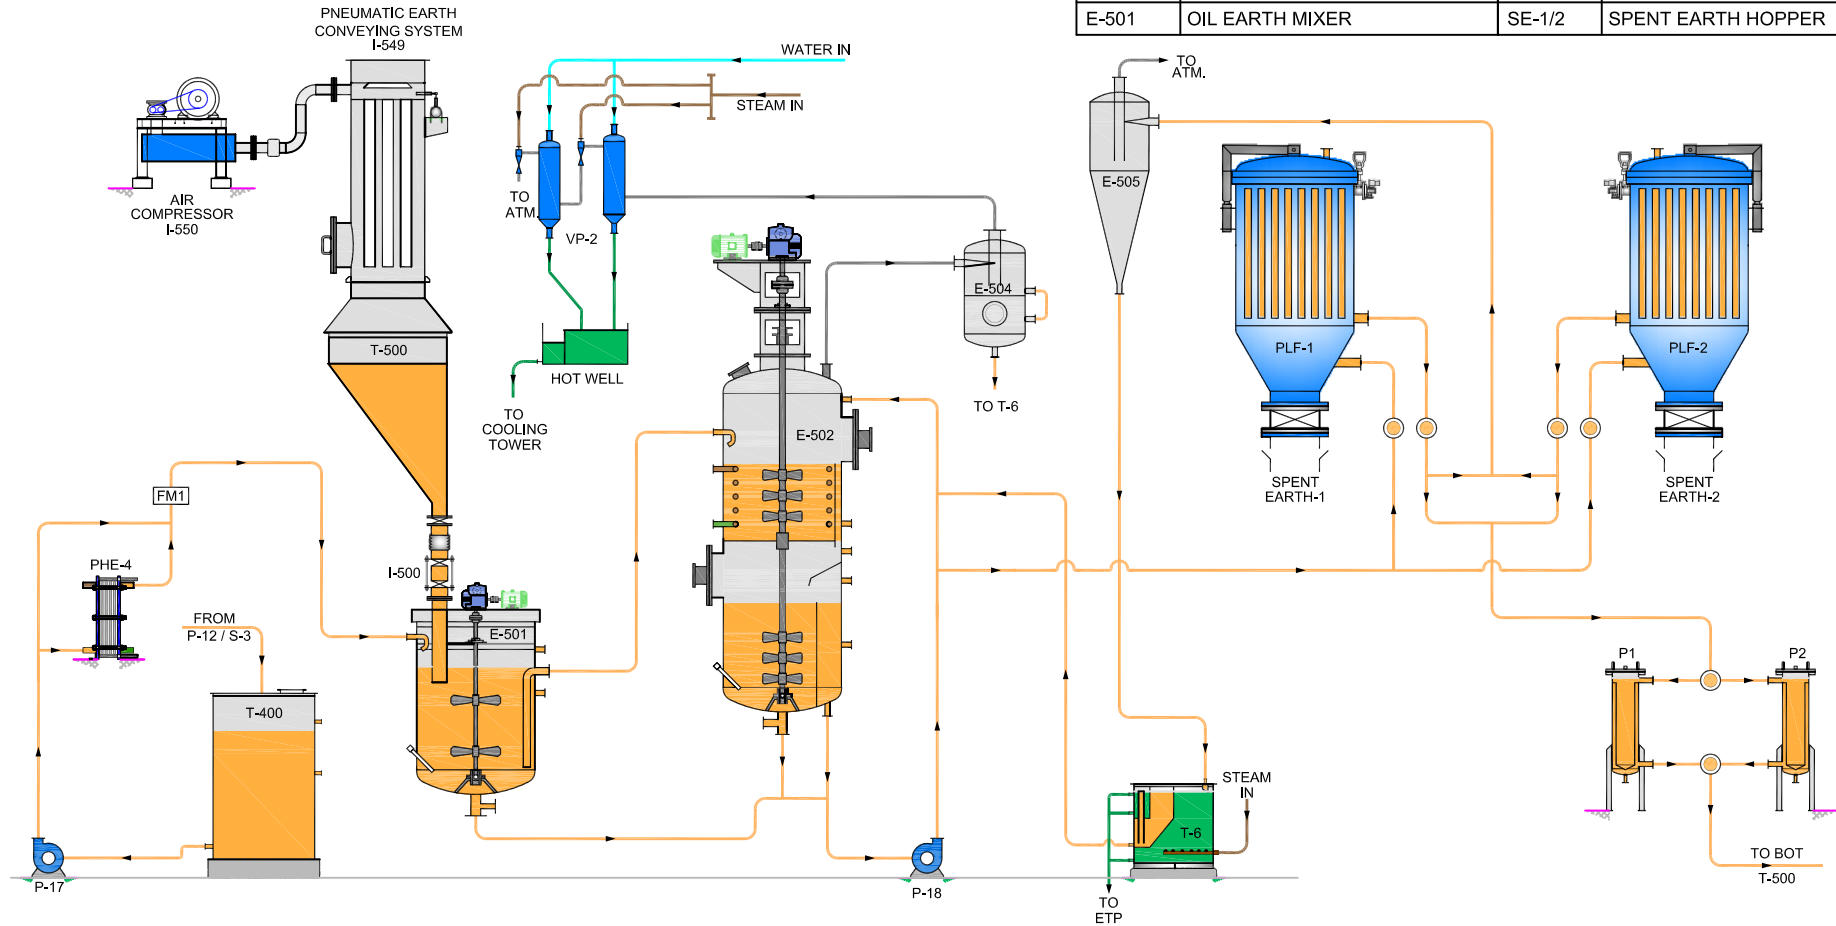 PNEUMATIC EARTH
CONVEYING SYSTEM
I-549
E-501 OIL EARTH MIXER SE-1/2 SPENT EARTH HOPPER
WATER IN
STEAM IN
TO
ATM.
AIR
COMPRESSOR
I-550
TO
ATM.
VP-2
E-505
E-504
T-500
HOT WELL
PLF-1
PLF-2
TO T-6
TO
COOLING
TOWER
E-502
SPENT
EARTH-1
SPENT
EARTH-2
FM1
PHE-4
I-500
FROM
P-12 / S-3
E-501
P1
P2
T-400
STEAM
IN
T-6
TO BOT
T-500
P-17
P-18
TO
ETP